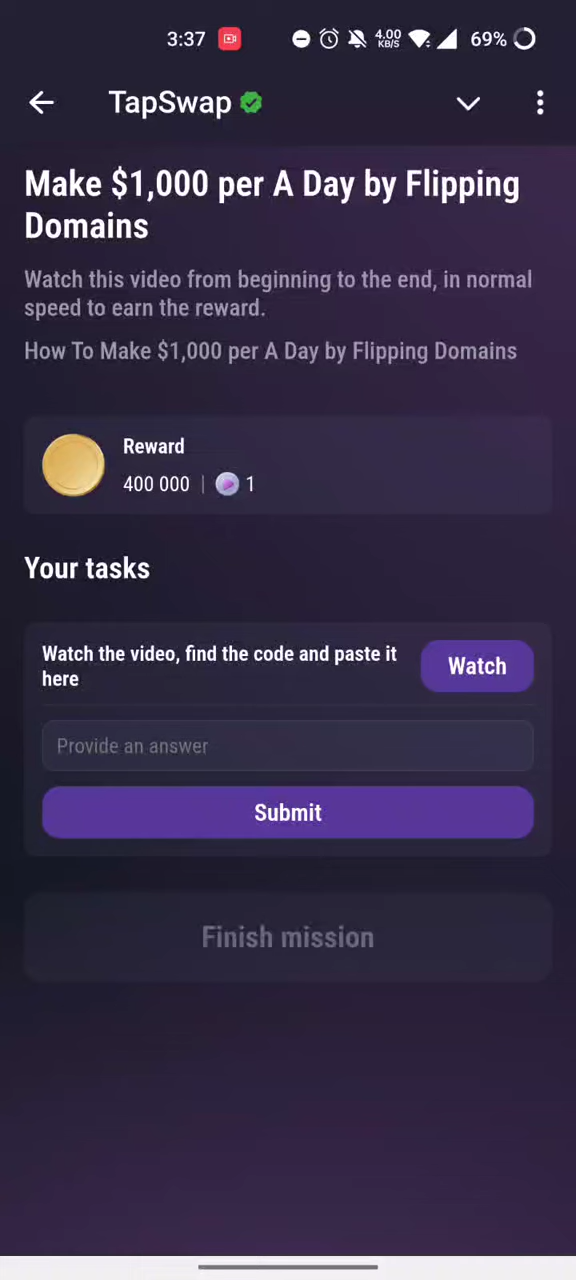 3:37 4.00 KB/S 69%
TapSwap
Make $1,000 per A Day by Flipping
Domains
Watch this video from beginning to the end, in normal
speed to earn the reward.
How To Make $1,000 per A Day by Flipping Domains
Reward
400 000 | 1
Your tasks
Watch the video, find the code and paste it
here
Watch
Provide an answer
Submit
Finish mission